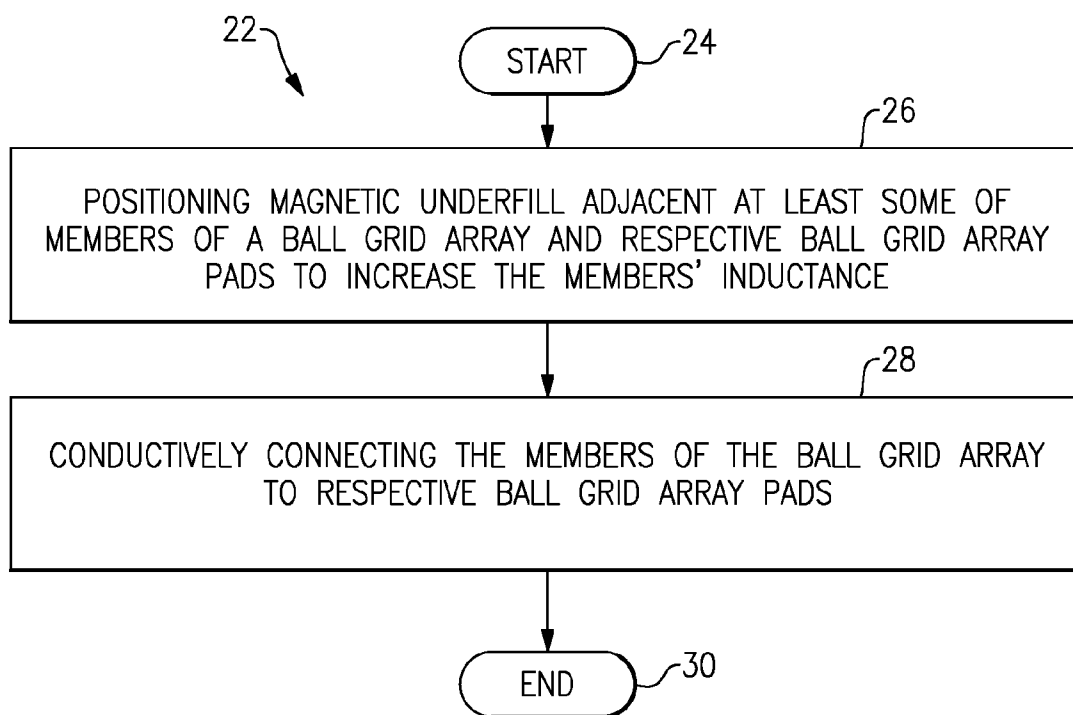 22
START
24
26
POSITIONING MAGNETIC UNDERFILL ADJACENT AT LEAST SOME OF
MEMBERS OF A BALL GRID ARRAY AND RESPECTIVE BALL GRID ARRAY
PADS TO INCREASE THE MEMBERS' INDUCTANCE
28
CONDUCTIVELY CONNECTING THE MEMBERS OF THE BALL GRID ARRAY
TO RESPECTIVE BALL GRID ARRAY PADS
END
30